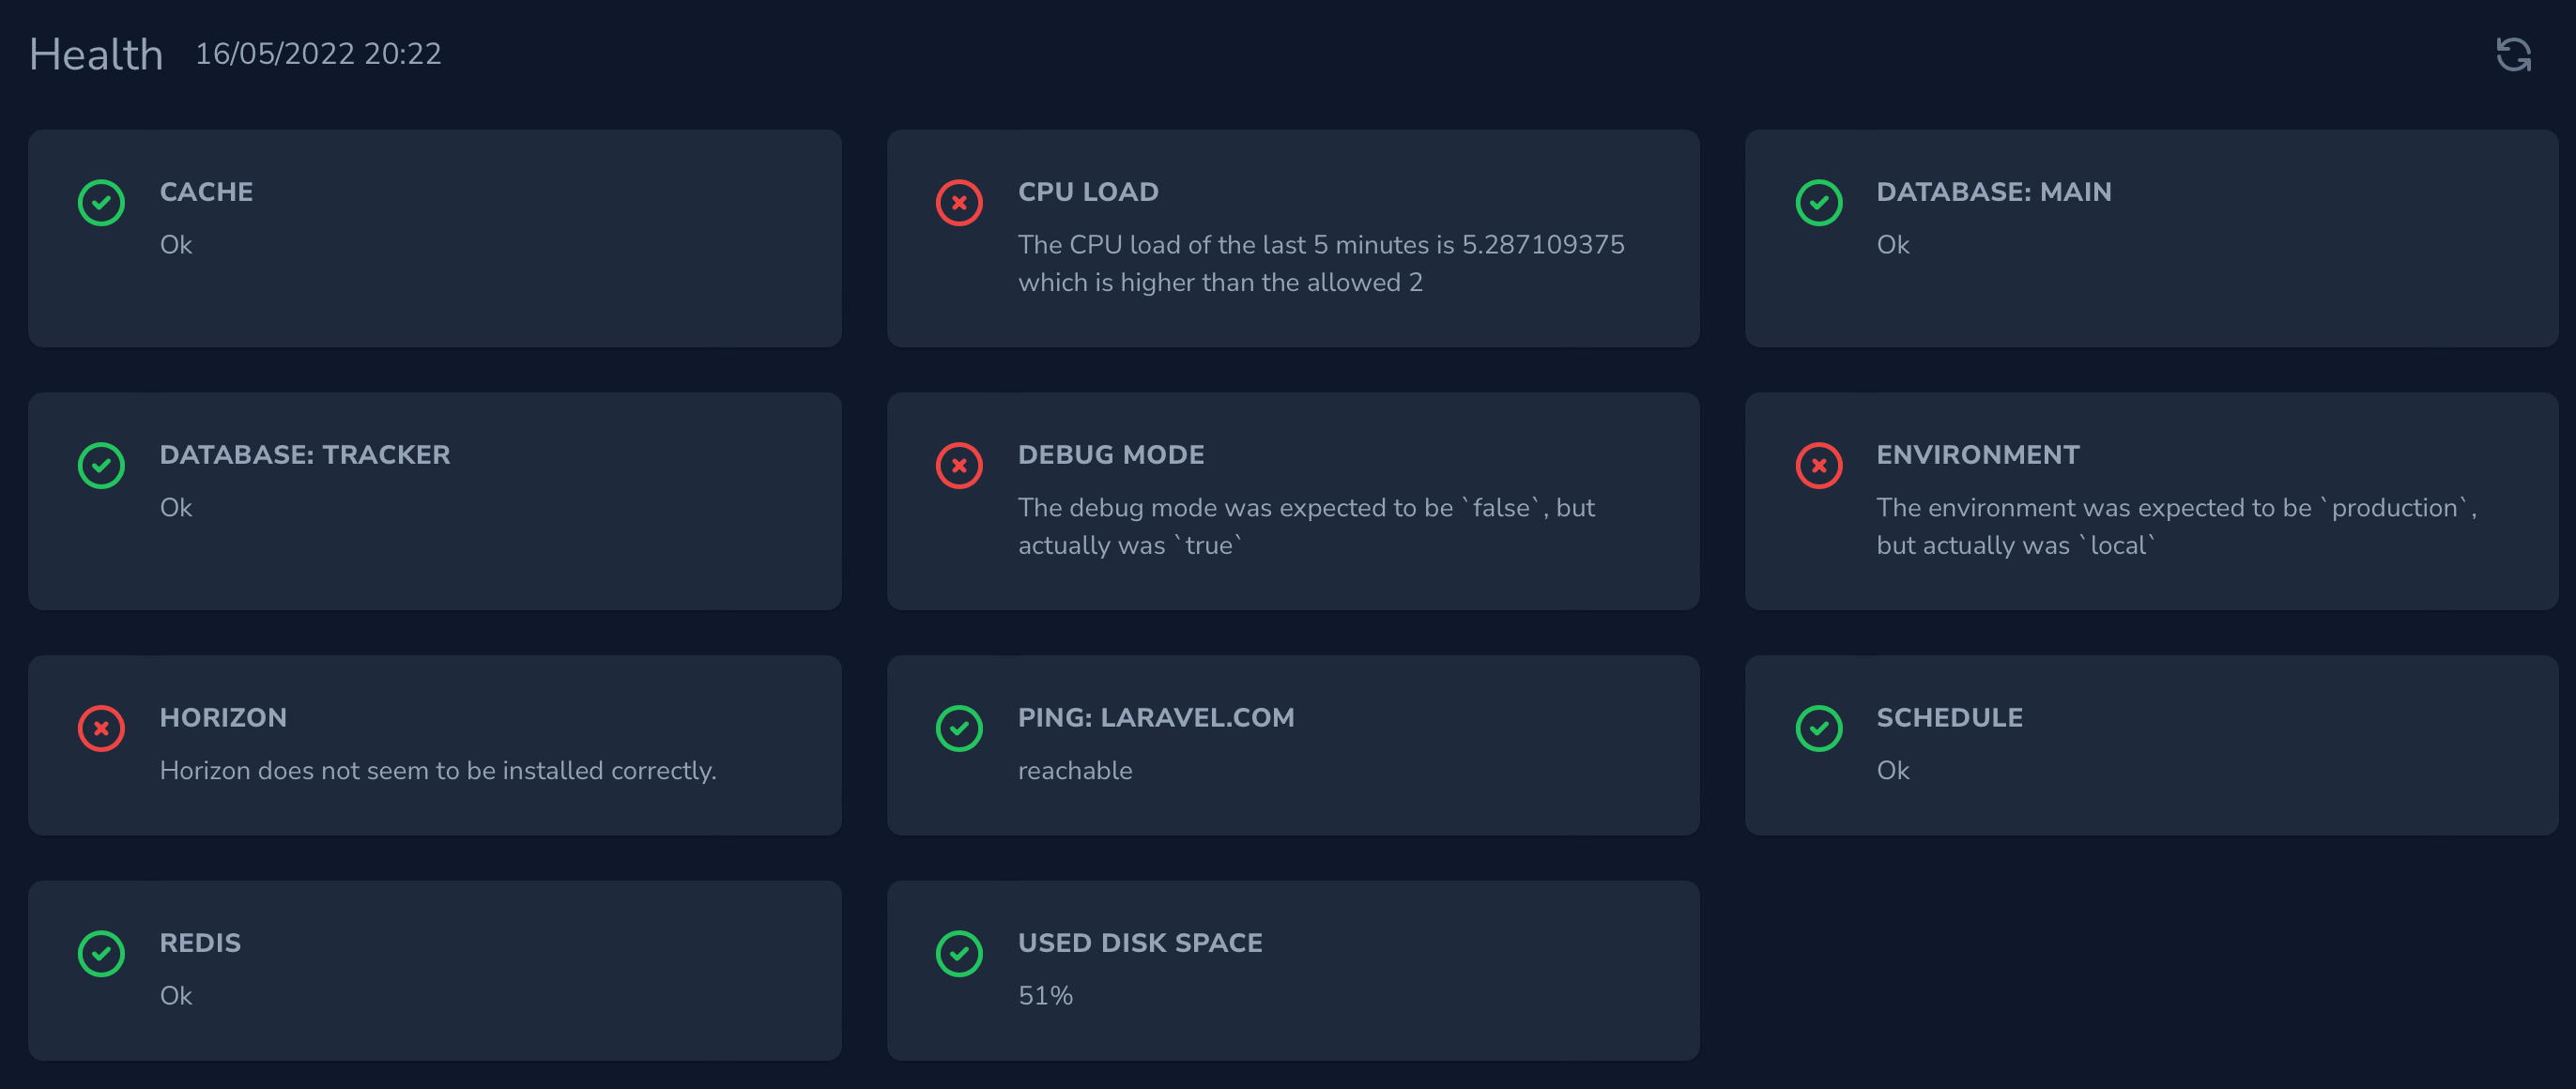 Health 16/05/2022 20:22
CACHE
Ok
CPU LOAD
The CPU load of the last 5 minutes is 5.287109375
which is higher than the allowed 2
DATABASE: MAIN
Ok
DATABASE: TRACKER
Ok
DEBUG MODE
The debug mode was expected to be `false`, but
actually was `true`
ENVIRONMENT
The environment was expected to be `production`,
but actually was `local`
HORIZON
Horizon does not seem to be installed correctly.
PING: LARAVEL.COM
reachable
SCHEDULE
Ok
REDIS
Ok
USED DISK SPACE
51%